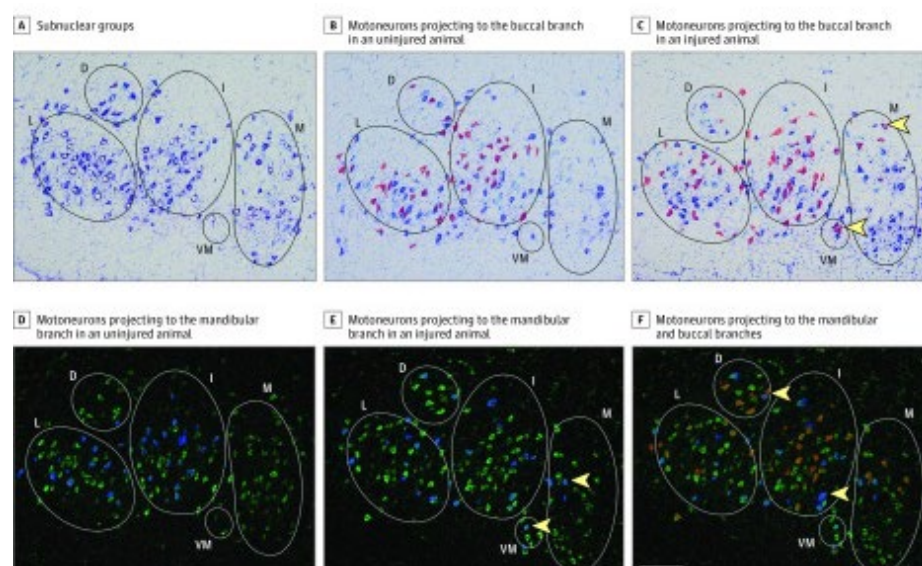 A Subnuclear groups
B Motoneurons projecting to the buccal branch
in an uninjured animal
C Motoneurons projecting to the buccal branch
in an injured animal
D
I
L
M
VM
D
I
L
M
VM
D
I
L
M
VM
D Motoneurons projecting to the mandibular
branch in an uninjured animal
E Motoneurons projecting to the mandibular
branch in an injured animal
F Motoneurons projecting to the mandibular
and buccal branches
D
I
M
L
VM
D
I
L
M
VM
D
I
L
M
VM